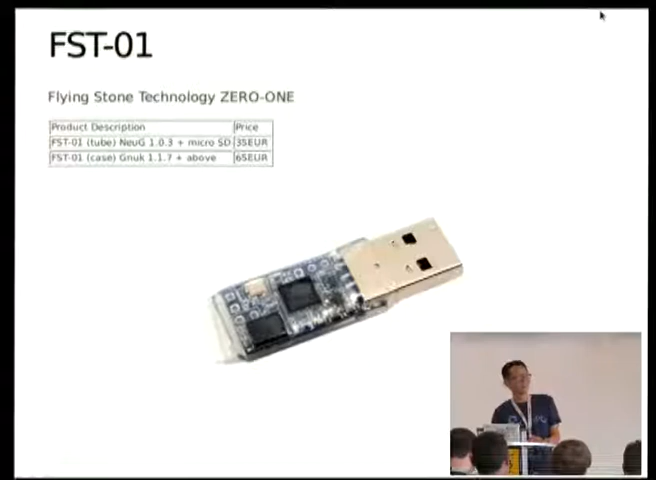 FST-01
Flying Stone Technology ZERO-ONE
Product Description Price
FST-01 (tube) NeuG 1.0.3 + micro SD 35EUR
FST-01 (case) Gnuk 1.1.7 + above 65EUR